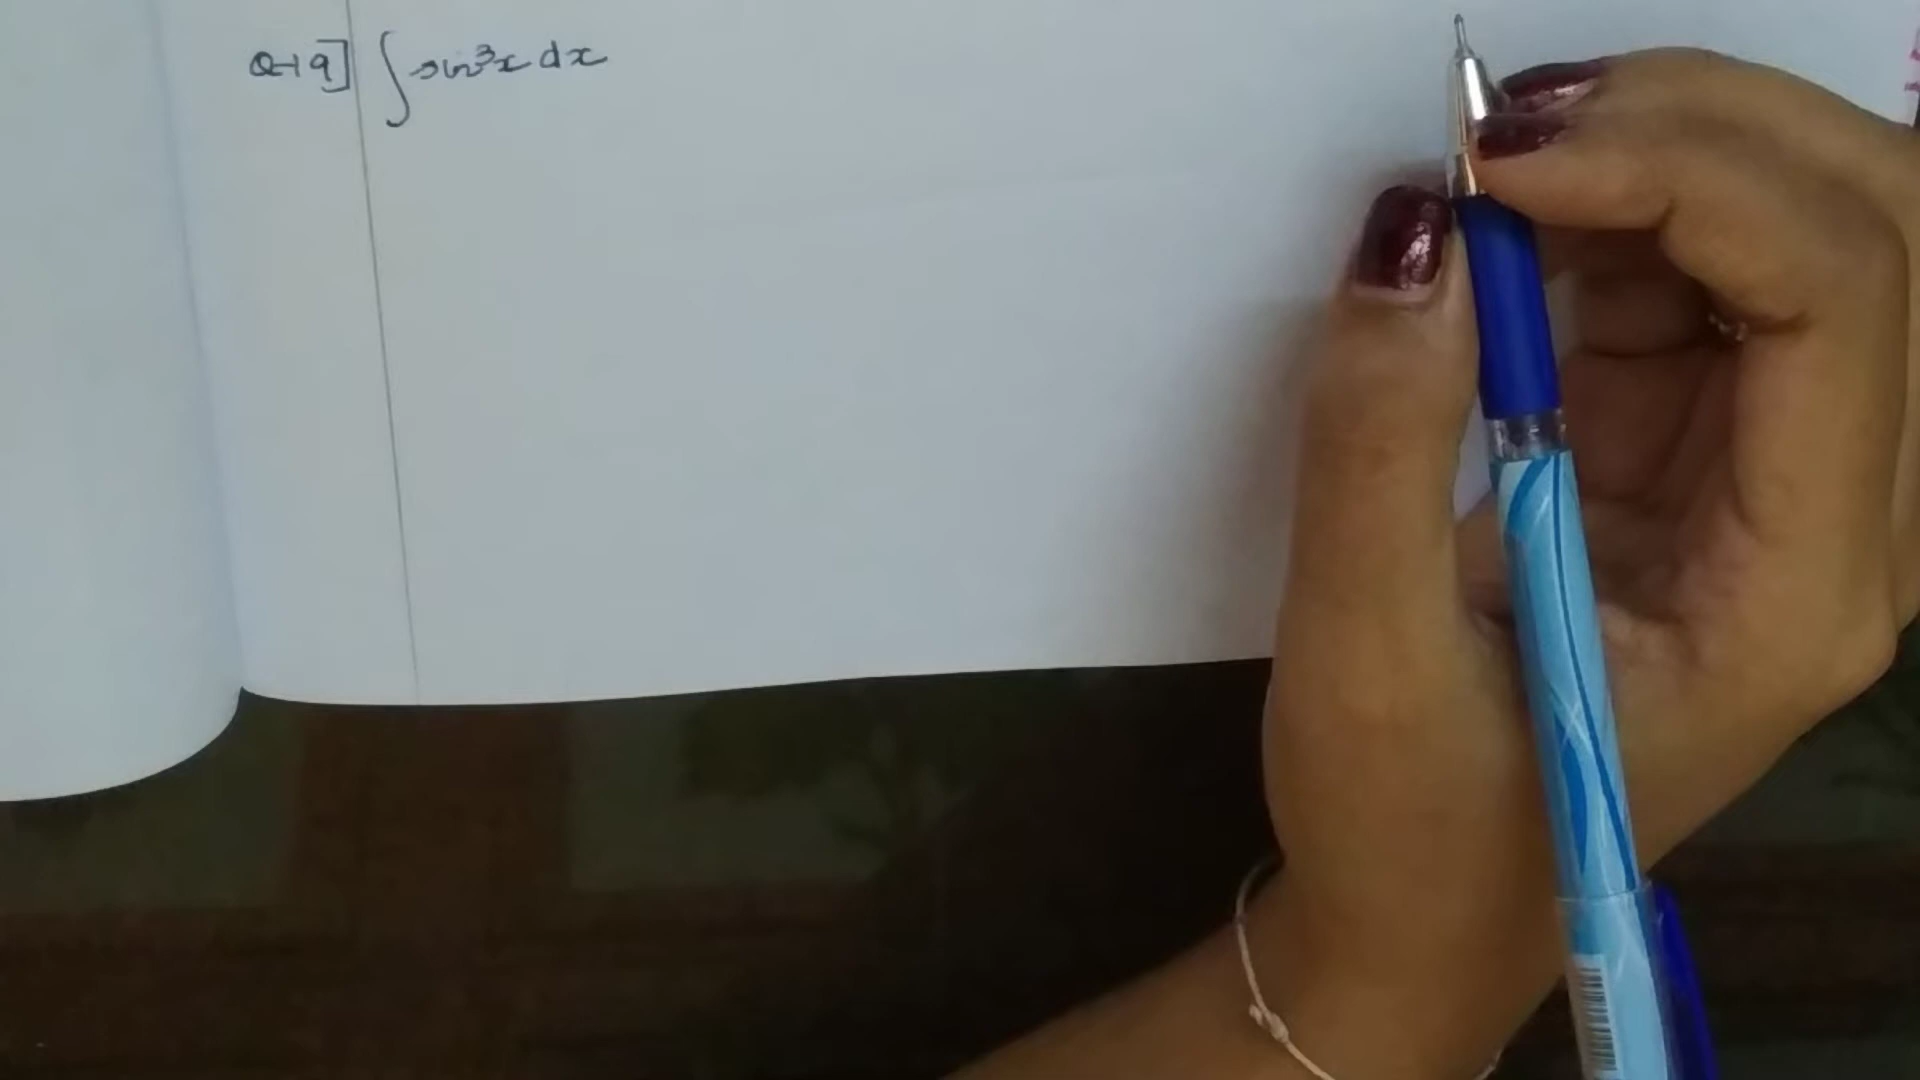 Q-19] ∫ sin³x dx